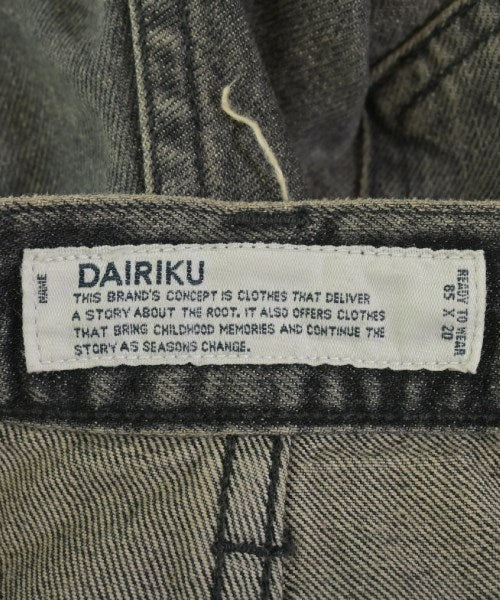 NAME
DAIRIKU
THIS BRAND'S CONCEPT IS CLOTHES THAT DELIVER
A STORY ABOUT THE ROOT. IT ALSO OFFERS CLOTHES
THAT BRING CHILDHOOD MEMORIES AND CONTINUE THE
STORY AS SEASONS CHANGE.
READY TO WEAR
85 X 20